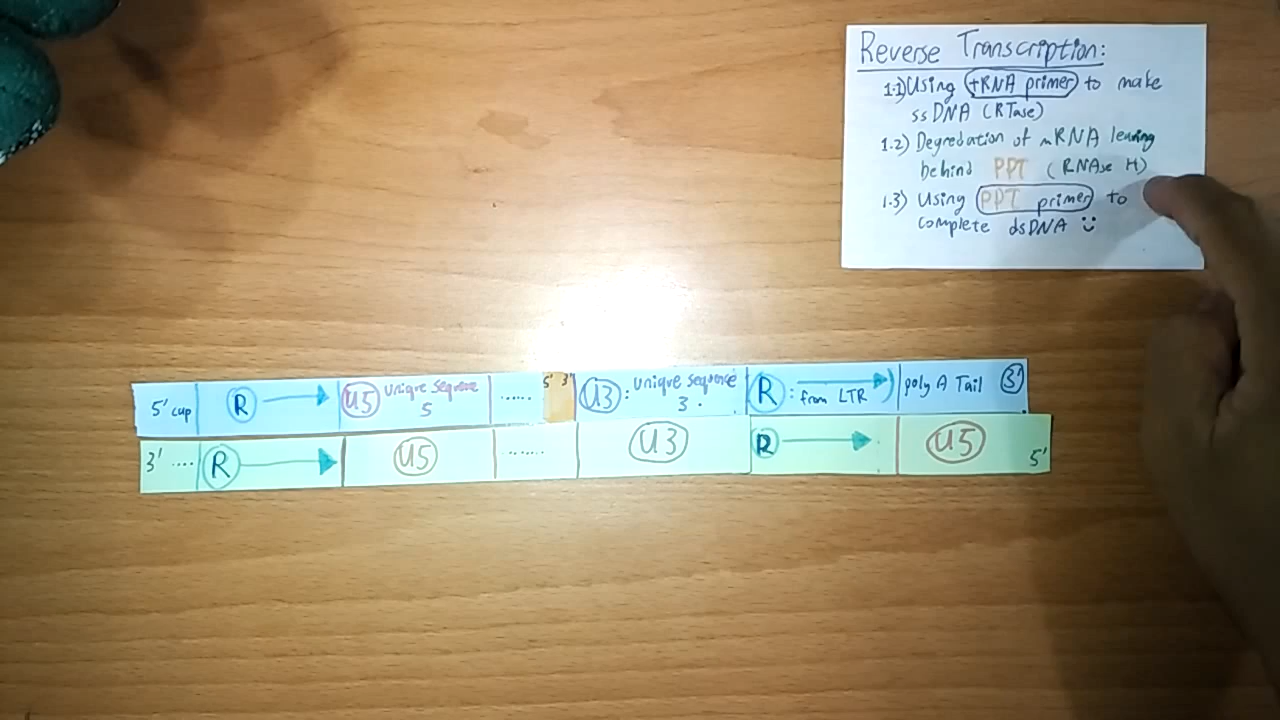 Reverse Transcription:
1.1) Using tRNA primer to make
ssDNA (RTase)
1.2) Degredation of mRNA leaving
behind PPT (RNAse H)
1.3) Using PPT primer to
complete dsDNA
5' cap R U5 unique sequence 5 ...... 5' 3' U3: unique sequence 3. R: from LTR poly A Tail 3'
3' .... R U5 ....... U3 R U5 5'